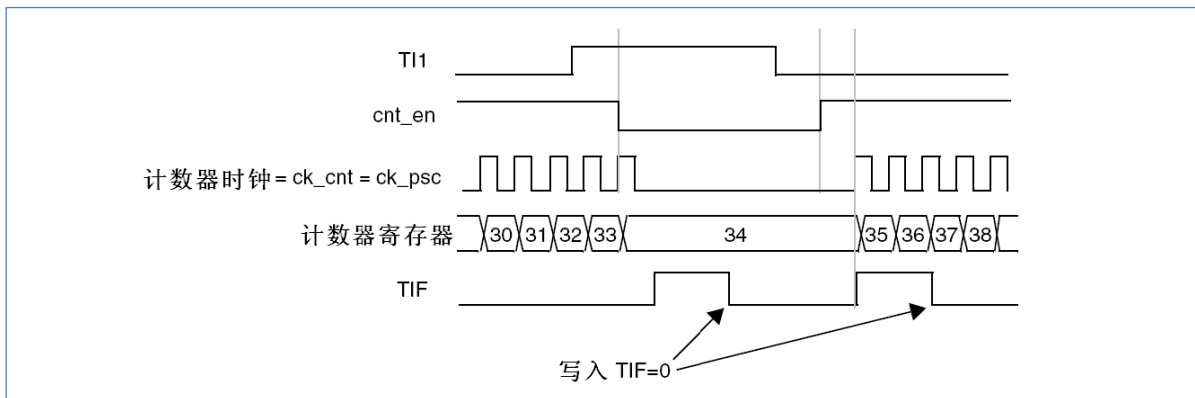 TI1
cnt_en
计数器时钟 = ck_cnt = ck_psc
计数器寄存器 30 31 32 33 34 35 36 37 38
TIF
写入 TIF=0